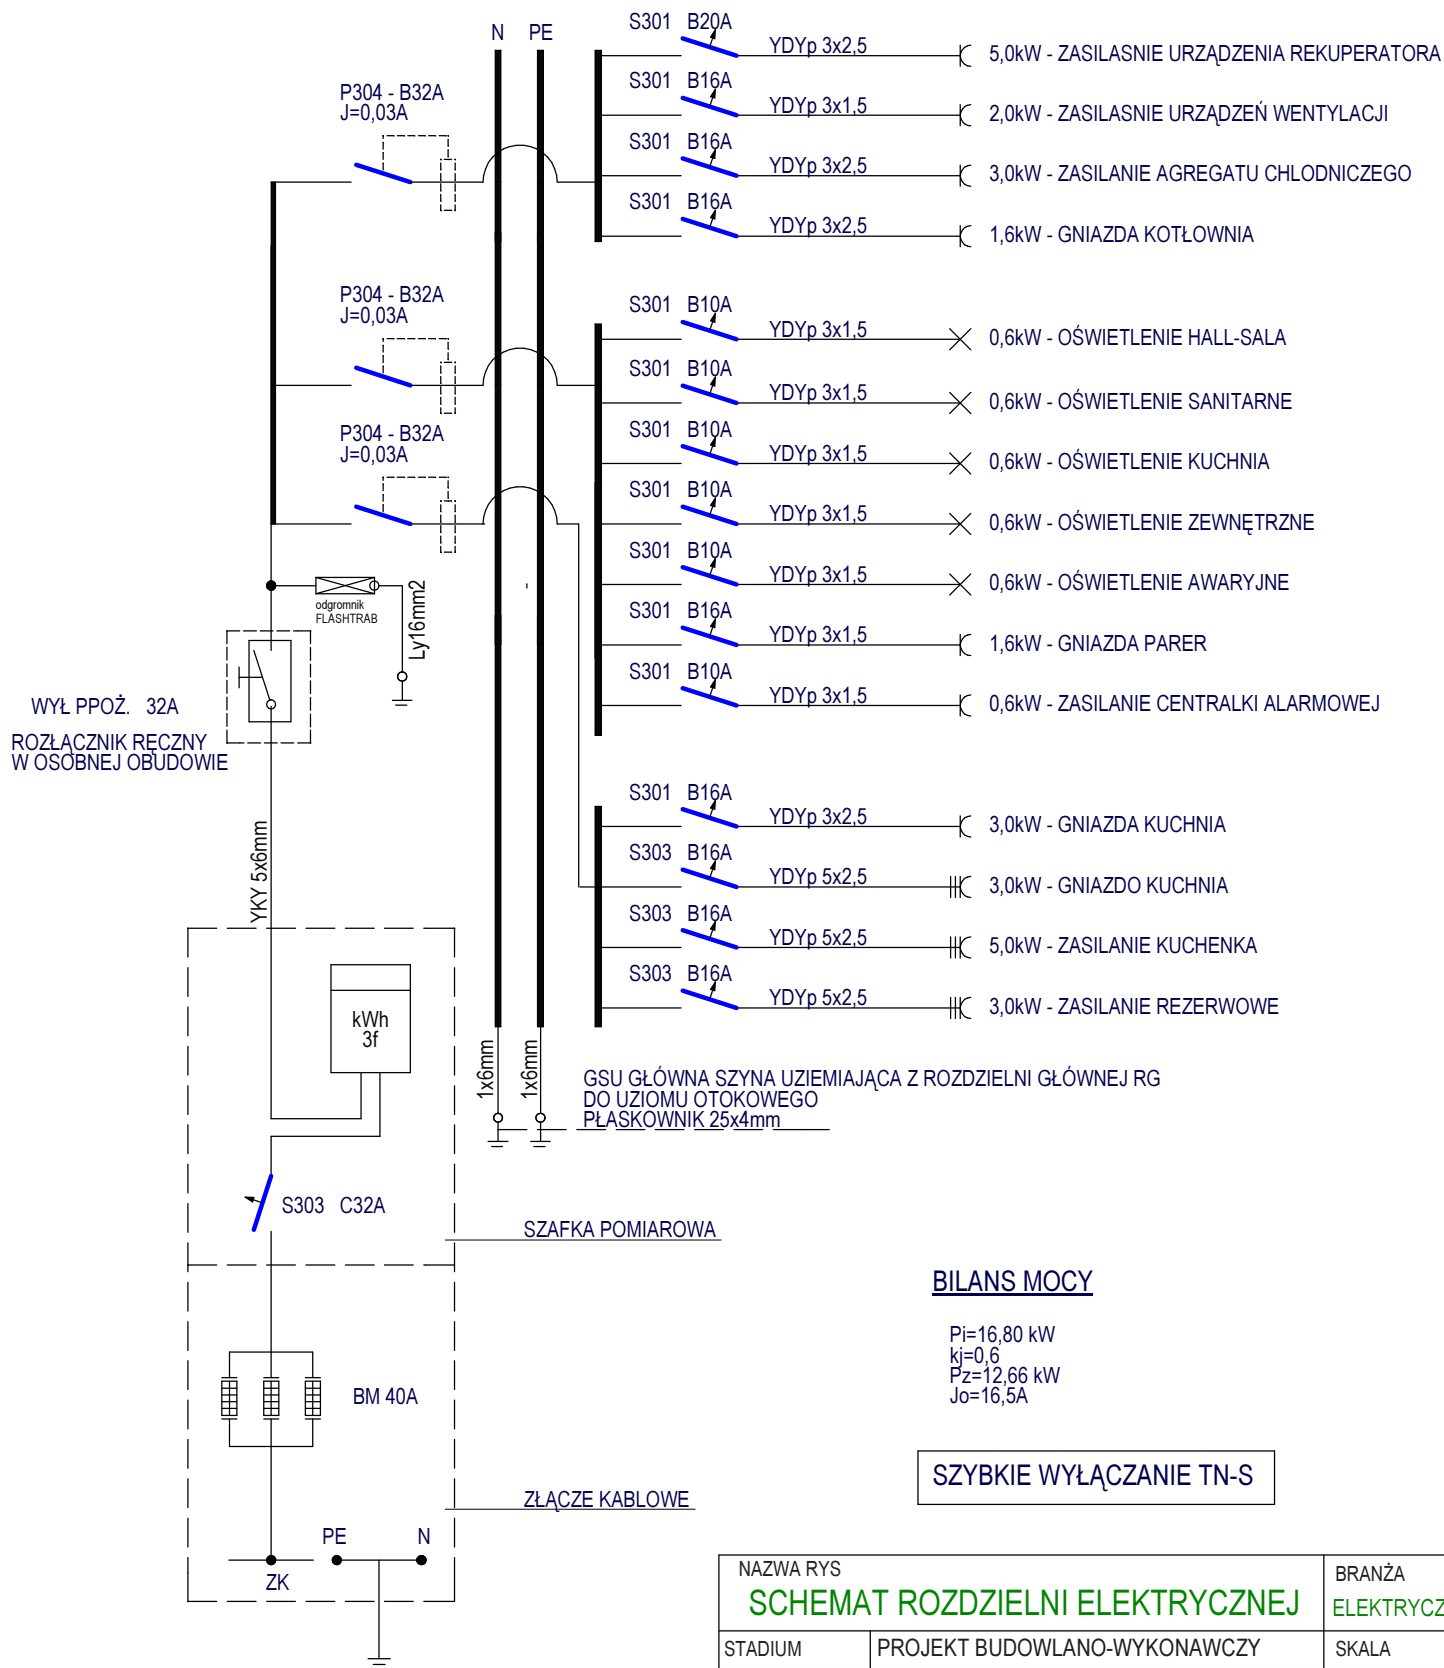 N PE
S301 B20A
YDYp 3x2,5
5,0kW - ZASILASNIE URZĄDZENIA REKUPERATORA
S301 B16A
YDYp 3x1,5
2,0kW - ZASILASNIE URZĄDZEŃ WENTYLACJI
P304 - B32A
J=0,03A
S301 B16A
YDYp 3x2,5
3,0kW - ZASILANIE AGREGATU CHLODNICZEGO
S301 B16A
YDYp 3x2,5
1,6kW - GNIAZDA KOTŁOWNIA
P304 - B32A
J=0,03A
S301 B10A
YDYp 3x1,5
0,6kW - OŚWIETLENIE HALL-SALA
S301 B10A
YDYp 3x1,5
0,6kW - OŚWIETLENIE SANITARNE
P304 - B32A
J=0,03A
S301 B10A
YDYp 3x1,5
0,6kW - OŚWIETLENIE KUCHNIA
S301 B10A
YDYp 3x1,5
0,6kW - OŚWIETLENIE ZEWNĘTRZNE
S301 B10A
YDYp 3x1,5
0,6kW - OŚWIETLENIE AWARYJNE
odgromnik
FLASHTRAB
Ly16mm2
S301 B16A
YDYp 3x1,5
1,6kW - GNIAZDA PARER
S301 B10A
YDYp 3x1,5
0,6kW - ZASILANIE CENTRALKI ALARMOWEJ
WYŁ PPOŻ. 32A
ROZŁĄCZNIK RĘCZNY
W OSOBNEJ OBUDOWIE
S301 B16A
YDYp 3x2,5
3,0kW - GNIAZDA KUCHNIA
S303 B16A
YDYp 5x2,5
3,0kW - GNIAZDO KUCHNIA
YKY 5x6mm
S303 B16A
YDYp 5x2,5
5,0kW - ZASILANIE KUCHENKA
S303 B16A
YDYp 5x2,5
3,0kW - ZASILANIE REZERWOWE
kWh
3f
1x6mm
1x6mm
GSU GŁÓWNA SZYNA UZIEMIAJĄCA Z ROZDZIELNI GŁÓWNEJ RG
DO UZIOMU OTOKOWEGO
PŁASKOWNIK 25x4mm
S303 C32A
SZAFKA POMIAROWA
BILANS MOCY
Pi=16,80 kW
kj=0,6
Pz=12,66 kW
Jo=16,5A
BM 40A
SZYBKIE WYŁĄCZANIE TN-S
ZŁĄCZE KABLOWE
PE N
ZK
NAZWA RYS
SCHEMAT ROZDZIELNI ELEKTRYCZNEJ
BRANŻA
ELEKTRYCZ
STADIUM
PROJEKT BUDOWLANO-WYKONAWCZY
SKALA